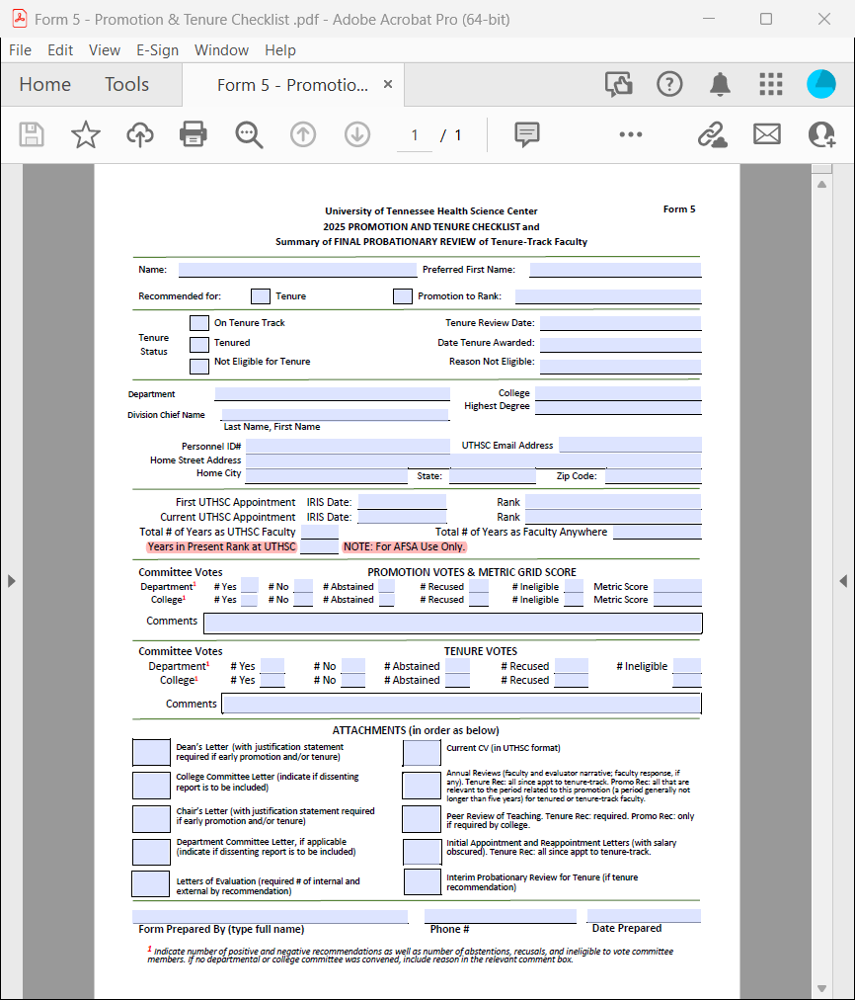 Form 5 - Promotion & Tenure Checklist .pdf - Adobe Acrobat Pro (64-bit)
File Edit View E-Sign Window Help
Home Tools Form 5 - Promotio... ×
1 / 1
Form 5
University of Tennessee Health Science Center
2025 PROMOTION AND TENURE CHECKLIST and
Summary of FINAL PROBATIONARY REVIEW of Tenure-Track Faculty
Name: Preferred First Name:
Recommended for: Tenure Promotion to Rank:
Tenure Status
On Tenure Track Tenure Review Date:
Tenured Date Tenure Awarded:
Not Eligible for Tenure Reason Not Eligible:
Department College
Highest Degree
Division Chief Name
Last Name, First Name
Personnel ID# UTHSC Email Address
Home Street Address
Home City State: Zip Code:
First UTHSC Appointment IRIS Date: Rank
Current UTHSC Appointment IRIS Date: Rank
Total # of Years as UTHSC Faculty Total # of Years as Faculty Anywhere
Years in Present Rank at UTHSC NOTE: For AFSA Use Only.
Committee Votes PROMOTION VOTES & METRIC GRID SCORE
Department1 # Yes # No # Abstained # Recused # Ineligible Metric Score
College1 # Yes # No # Abstained # Recused # Ineligible Metric Score
Comments
Committee Votes TENURE VOTES
Department1 # Yes # No # Abstained # Recused # Ineligible
College1 # Yes # No # Abstained # Recused
Comments
ATTACHMENTS (in order as below)
Dean's Letter (with justification statement
required if early promotion and/or tenure)
Current CV (in UTHSC format)
College Committee Letter (indicate if dissenting
report is to be included)
Annual Reviews (faculty and evaluator narrative; faculty response, if
any). Tenure Rec: all since appt to tenure-track. Promo Rec: all that are
relevant to the period related to this promotion (a period generally not
longer than five years) for tenured or tenure-track faculty.
Chair's Letter (with justification statement required
if early promotion and/or tenure)
Peer Review of Teaching. Tenure Rec: required. Promo Rec: only
if required by college.
Department Committee Letter, if applicable
(indicate if dissenting report is to be included)
Initial Appointment and Reappointment Letters (with salary
obscured). Tenure Rec: all since appt to tenure-track.
Letters of Evaluation (required # of internal and
external by recommendation)
Interim Probationary Review for Tenure (if tenure
recommendation)
Form Prepared By (type full name) Phone # Date Prepared
1 Indicate number of positive and negative recommendations as well as number of abstentions, recusals, and ineligible to vote committee
members. If no departmental or college committee was convened, include reason in the relevant comment box.